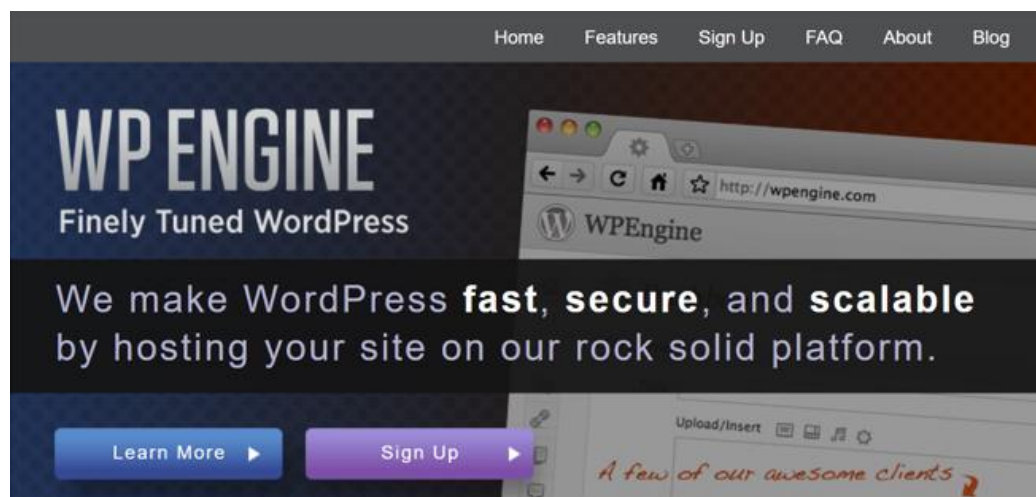 Home Features Sign Up FAQ About Blog
WP ENGINE
Finely Tuned WordPress
http://wpengine.com
WPEngine
We make WordPress fast, secure, and scalable
by hosting your site on our rock solid platform.
Learn More
Sign Up
Upload/Insert
A few of our awesome clients